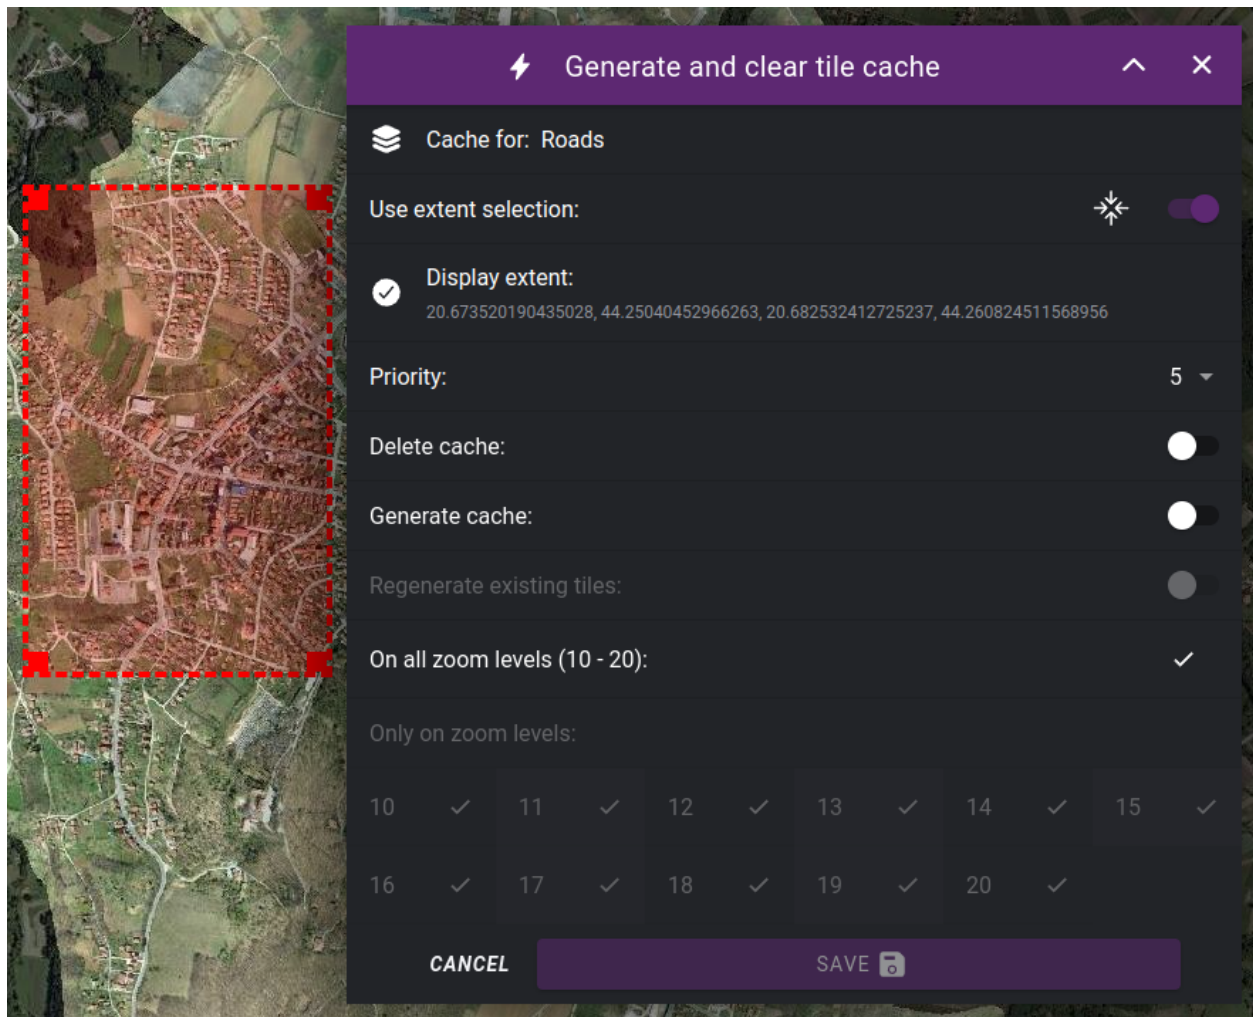 Generate and clear tile cache
Cache for: Roads
Use extent selection:
Display extent:
20.673520190435028, 44.25040452966263, 20.682532412725237, 44.260824511568956
Priority: 5
Delete cache:
Generate cache:
Regenerate existing tiles:
On all zoom levels (10 - 20):
Only on zoom levels:
10 11 12 13 14 15
16 17 18 19 20
CANCEL SAVE